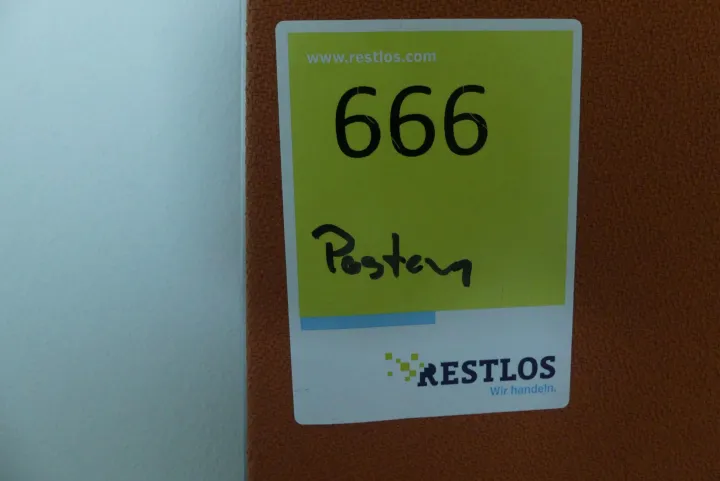 www.restlos.com
666
Posten
RESTLOS
Wir handeln.